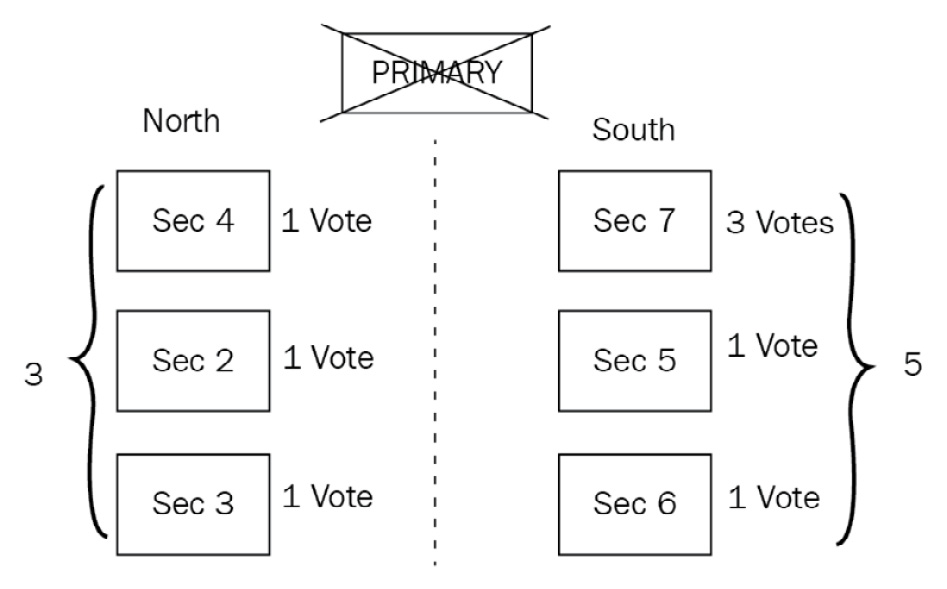 PRIMARY
North
South
Sec 4 1 Vote
Sec 2 1 Vote
Sec 3 1 Vote
3
Sec 7 3 Votes
Sec 5 1 Vote
Sec 6 1 Vote
5